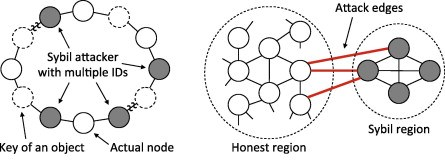 Sybil attacker
with multiple IDs
Key of an object
Actual node
Attack edges
Honest region
Sybil region